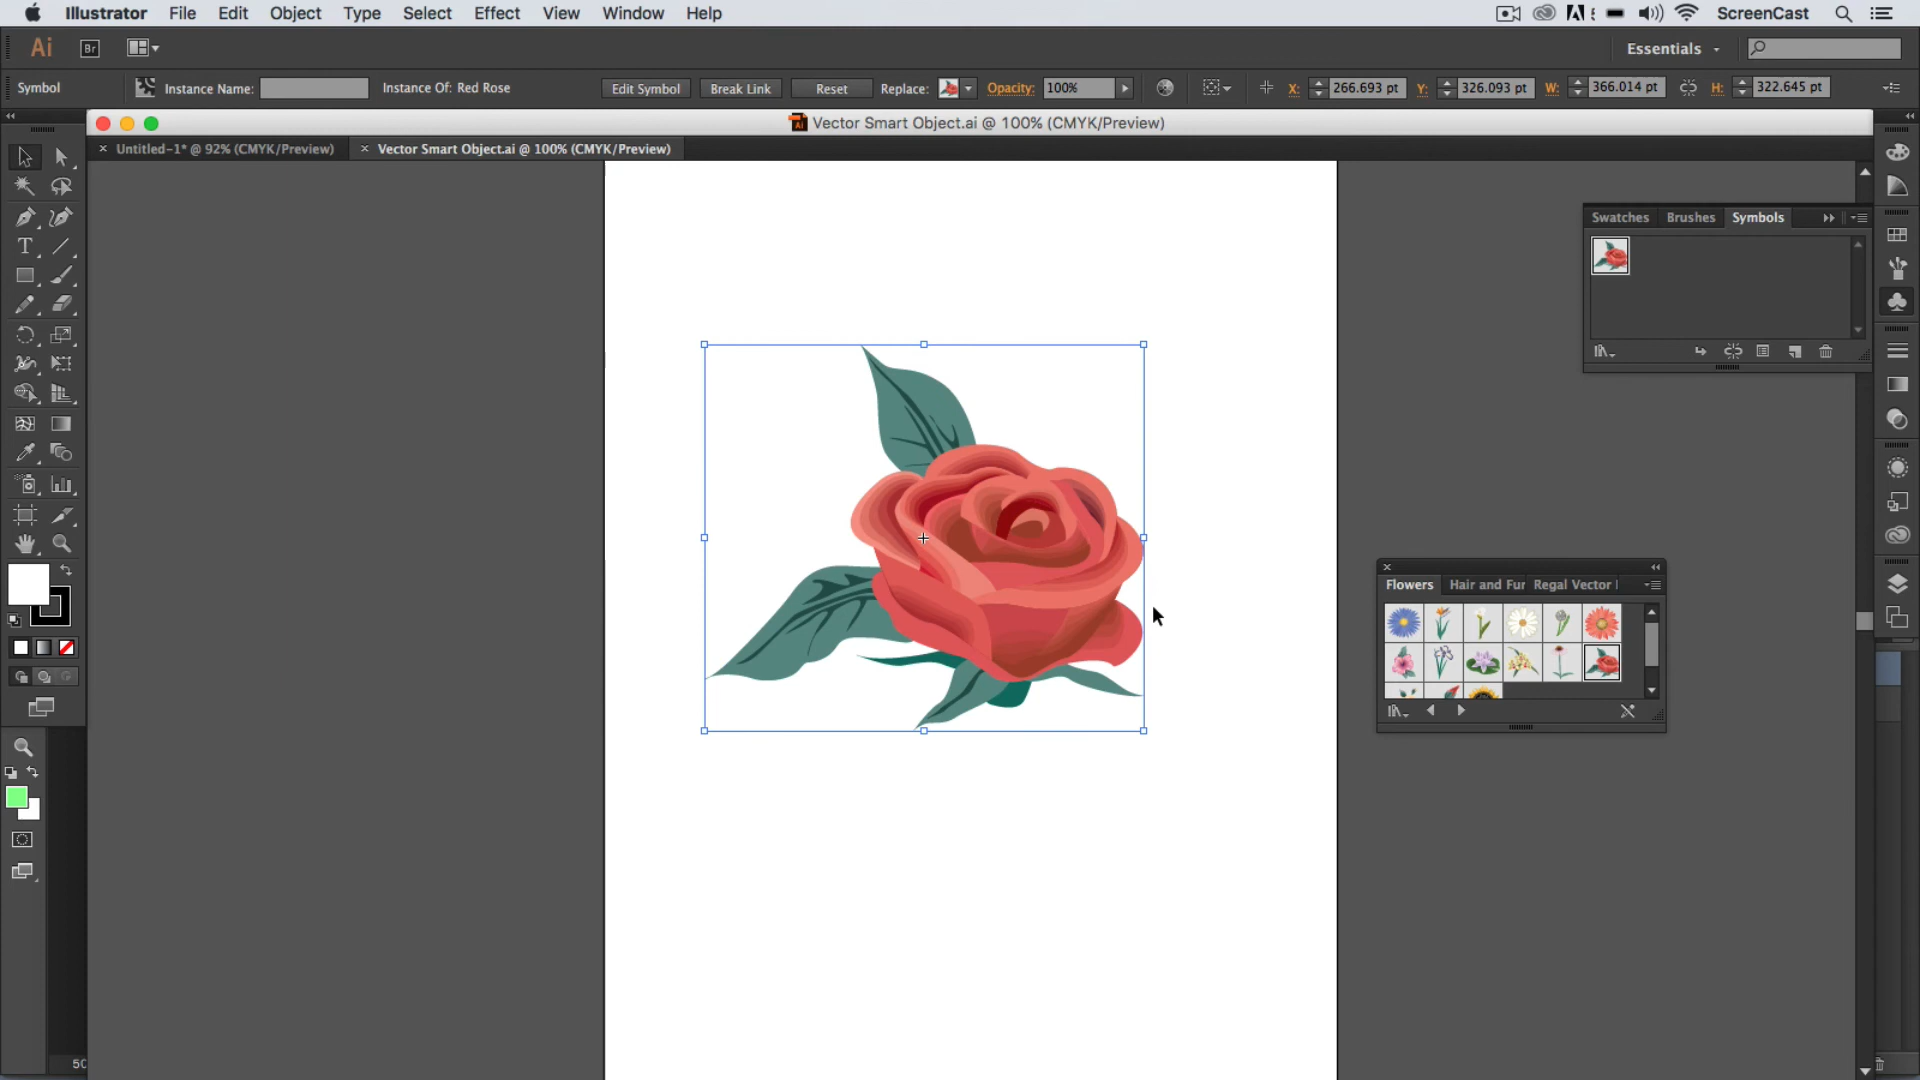 Illustrator File Edit Object Type Select Effect View Window Help ScreenCast
Ai Br Essentials
Symbol Instance Name: Instance Of: Red Rose Edit Symbol Break Link Reset Replace: Opacity: 100% X: 266.693 pt Y: 326.093 pt W: 366.014 pt H: 322.645 pt
Vector Smart Object.ai @ 100% (CMYK/Preview)
× Untitled-1* @ 92% (CMYK/Preview) × Vector Smart Object.ai @ 100% (CMYK/Preview)
Swatches Brushes Symbols
Flowers Hair and Fur Regal Vector
50